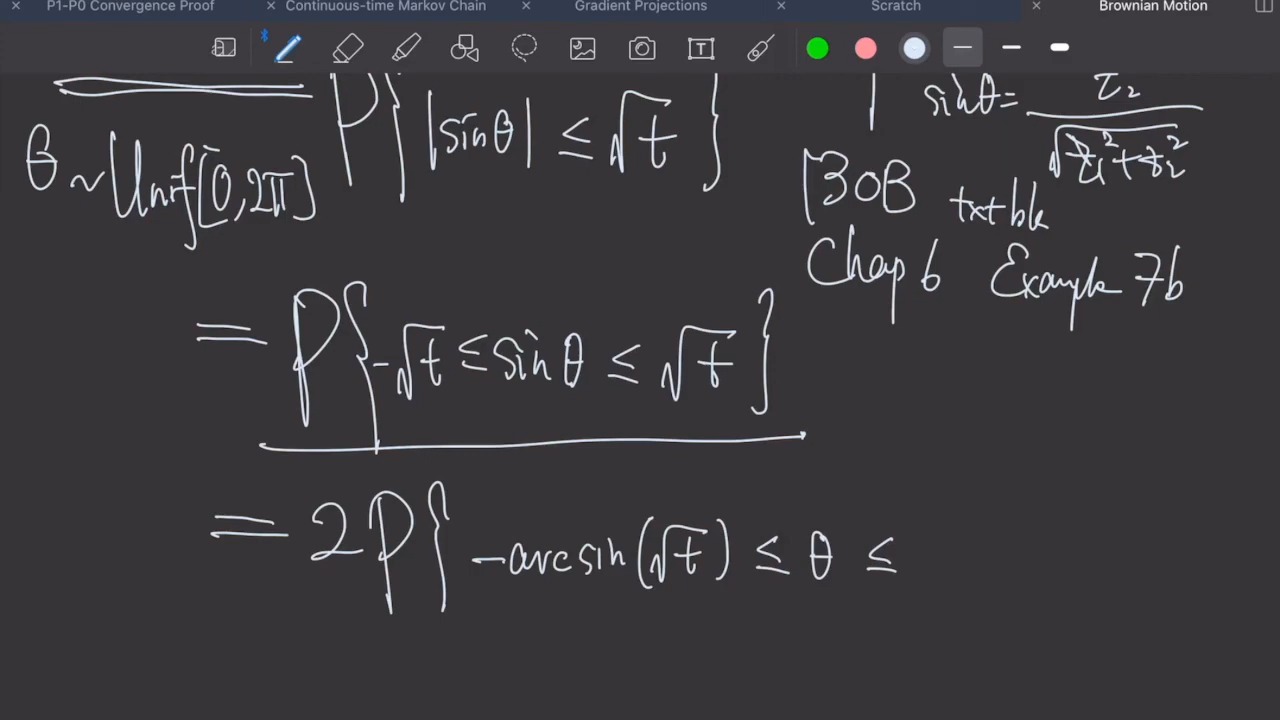 P1-P0 Convergence Proof
Continuous-time Markov Chain
Gradient Projections
Scratch
Brownian Motion
P{ |sinθ| ≤ √t }
θ ~ Unif[0,2π]
sinθ = z₂ / √(z₁² + z₂²)
130B txtbk
Chap 6 Example 7b
= P{ -√t ≤ sinθ ≤ √t }
= 2P{ -arcsin(√t) ≤ θ ≤